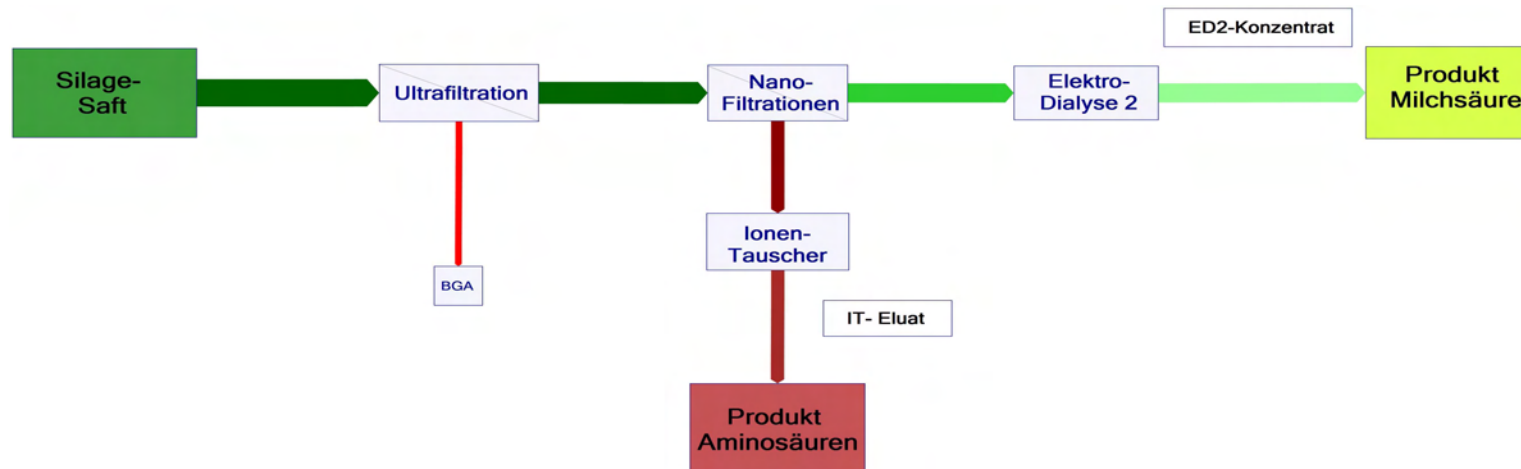 ED2-Konzentrat
Silage-
Saft
Ultrafiltration
Nano-
Filtrationen
Elektro-
Dialyse 2
Produkt
Milchsäure
Ionen-
Tauscher
BGA
IT- Eluat
Produkt
Aminosäuren